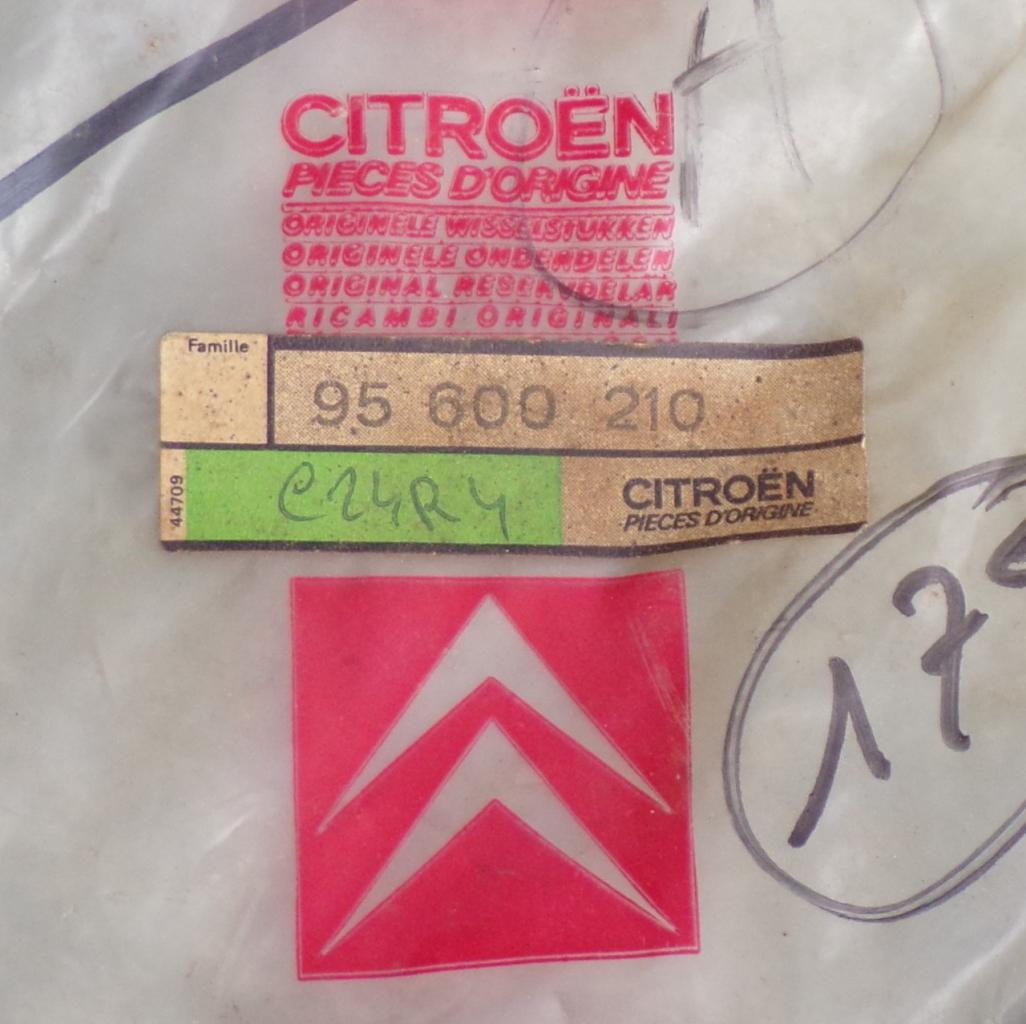 H
CITROËN
PIECES D'ORIGINE
ORIGINELE WISSELSTUKKEN
ORIGINELE ONDERDELEN
ORIGINAL RESERVDELAR
RICAMBI ORIGINALI
Famille
95 600 210
44709
C24R4
CITROËN
PIECES D'ORIGINE
17